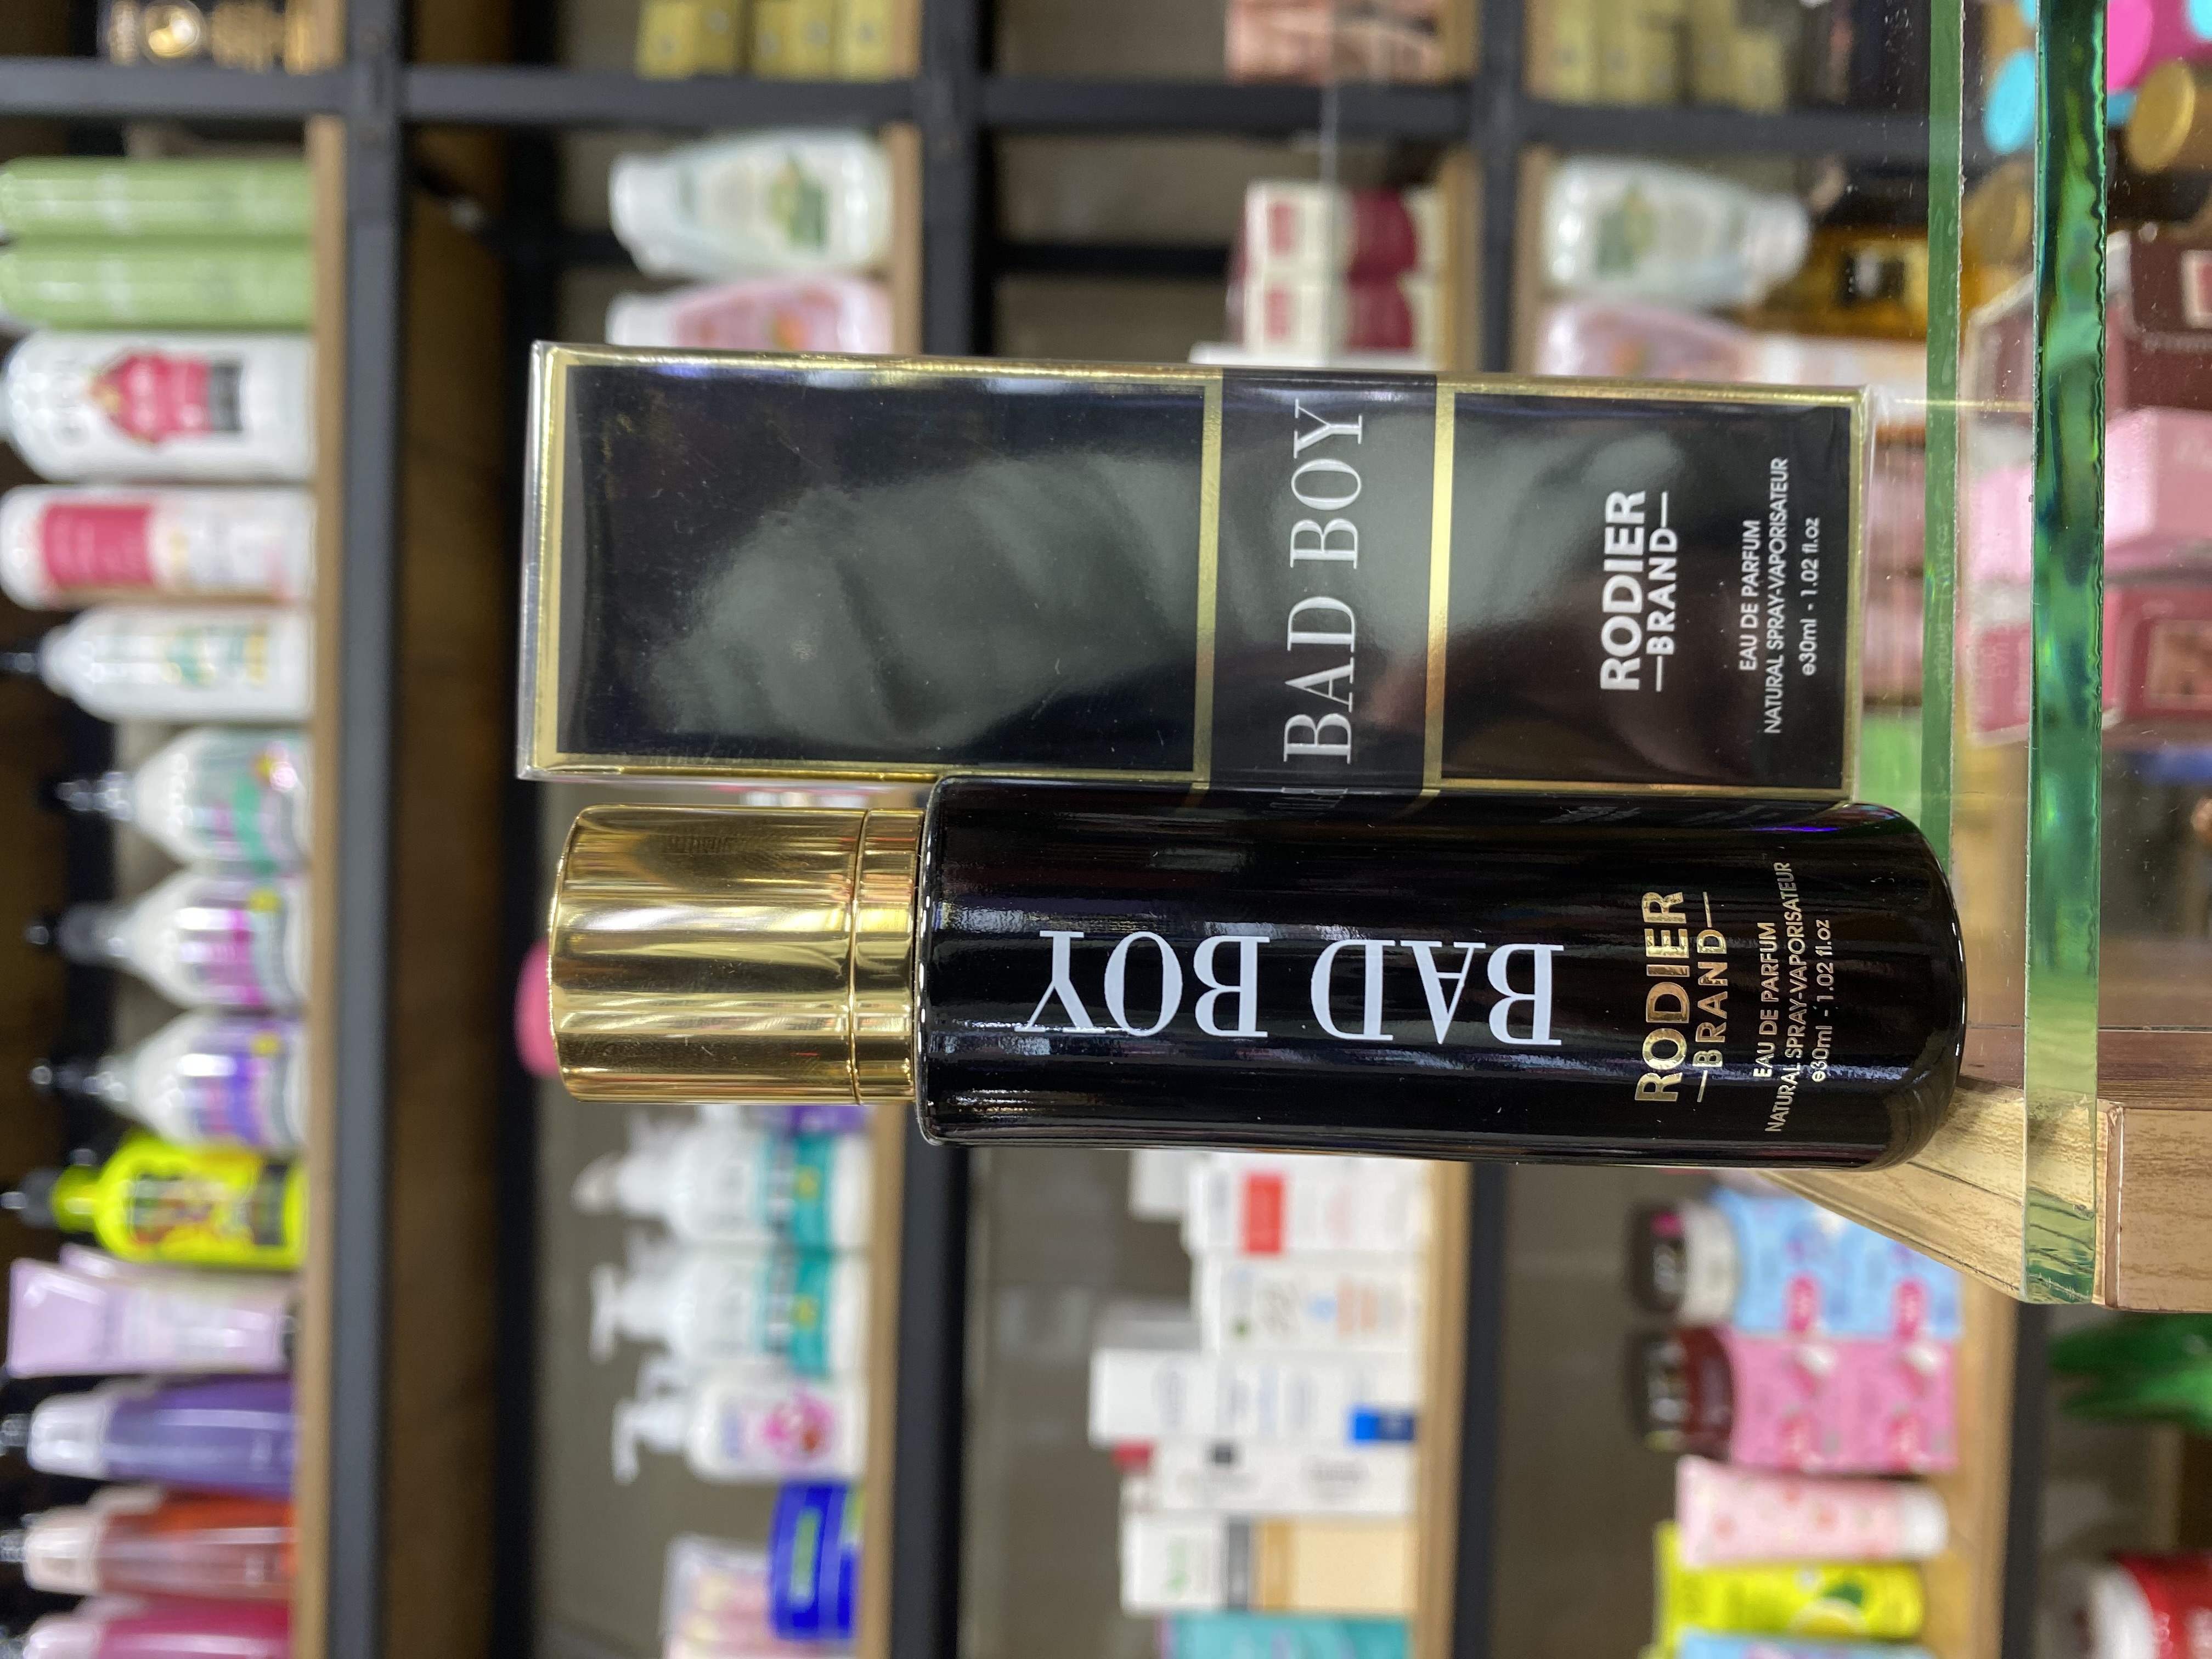 BAD BOY
RODIER
BRAND
EAU DE PARFUM
NATURAL SPRAY-VAPORISATEUR
e30ml - 1.02 fl.oz
BAD BOY
RODIER
BRAND
EAU DE PARFUM
NATURAL SPRAY-VAPORISATEUR
e30ml - 1.02 fl.oz